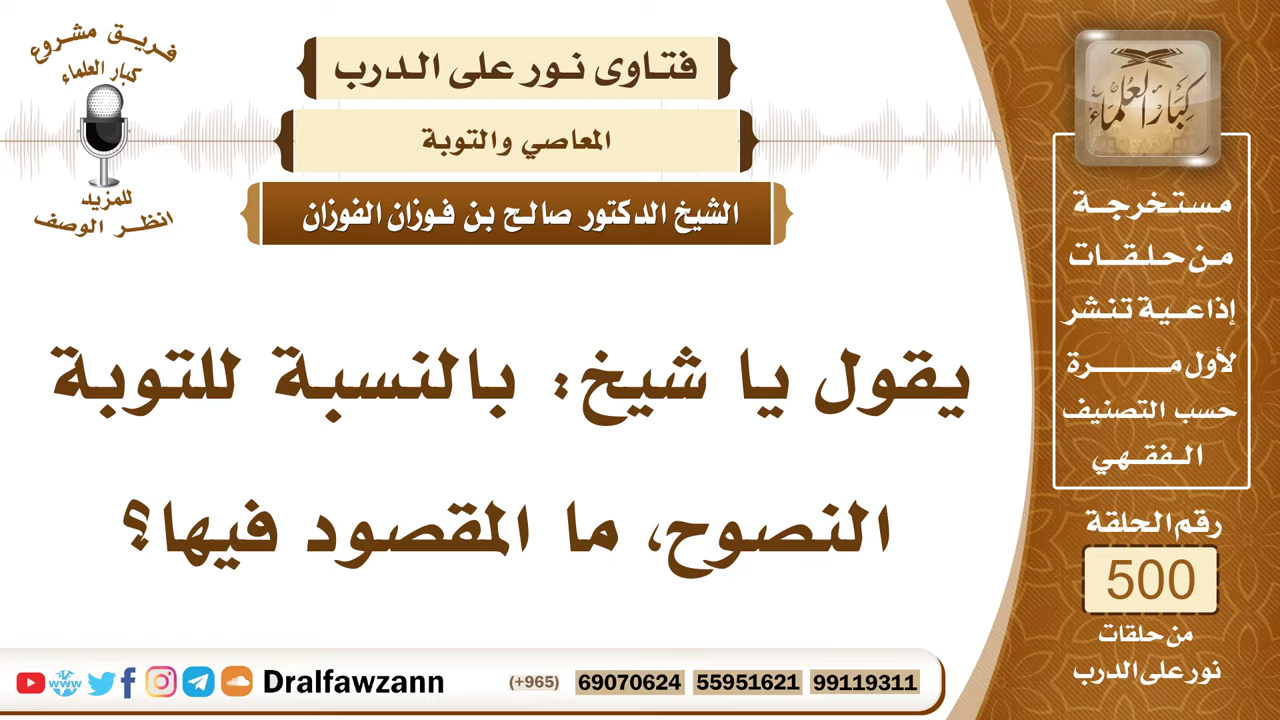 فريق مشروع
كبار العلماء
للمزيد
انظر الوصف
فتاوى نور على الدرب
المعاصي والتوبة
الشيخ الدكتور صالح بن فوزان الفوزان
يقول يا شيخ: بالنسبة للتوبة
النصوح، ما المقصود فيها؟
كبار العلماء
مستخرجة
من حلقات
إذاعية تنشر
لأول مرة
حسب التصنيف
الفقهي
رقم الحلقة
500
من حلقات
نور على الدرب
www
Dralfawzann (+965) 69070624 55951621 99119311